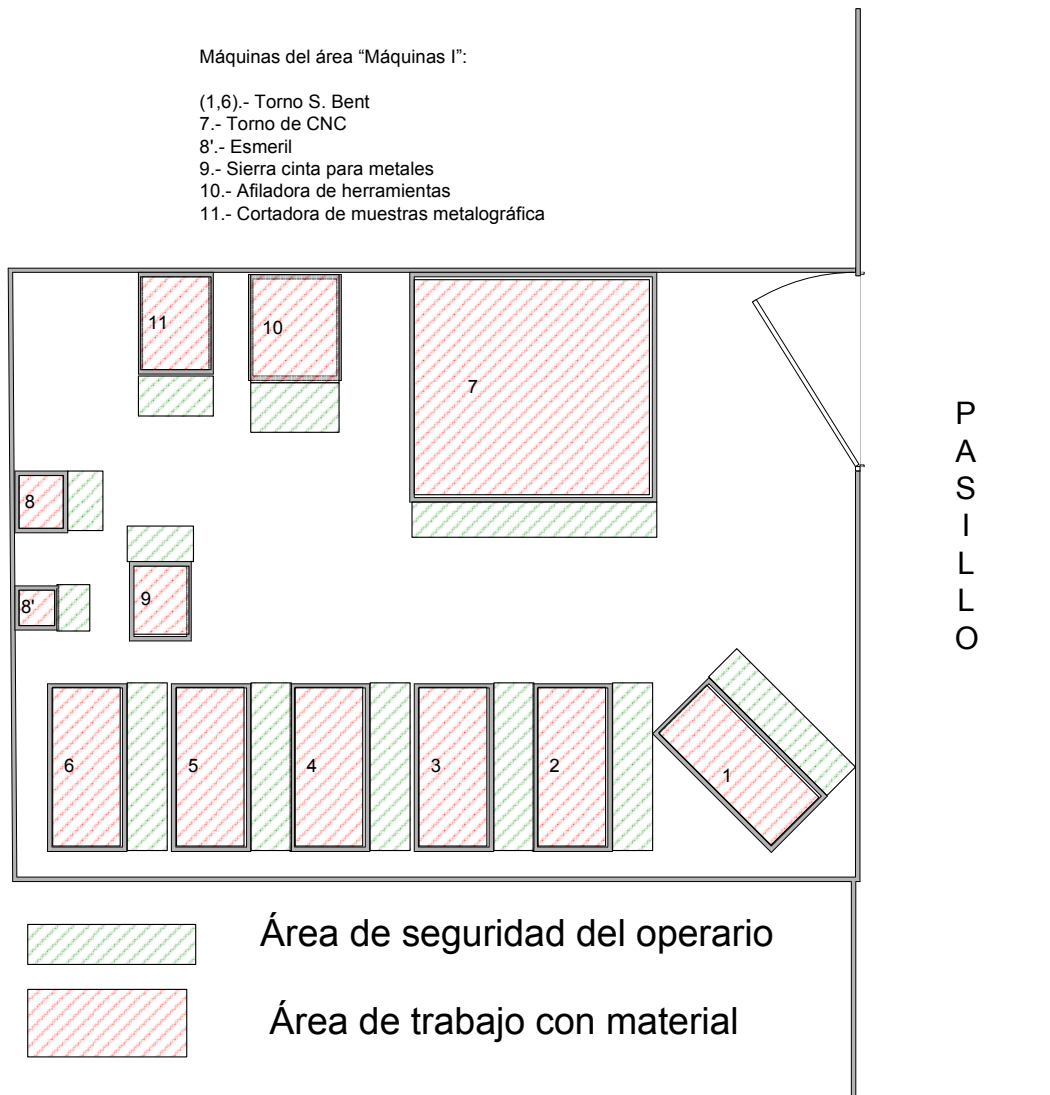 Máquinas del área “Máquinas I”:
(1,6).- Torno S. Bent
7.- Torno de CNC
8'.- Esmeril
9.- Sierra cinta para metales
10.- Afiladora de herramientas
11.- Cortadora de muestras metalográfica
11
10
7
8
9
8'
6
5
4
3
2
1
P
A
S
I
L
L
O
Área de seguridad del operario
Área de trabajo con material